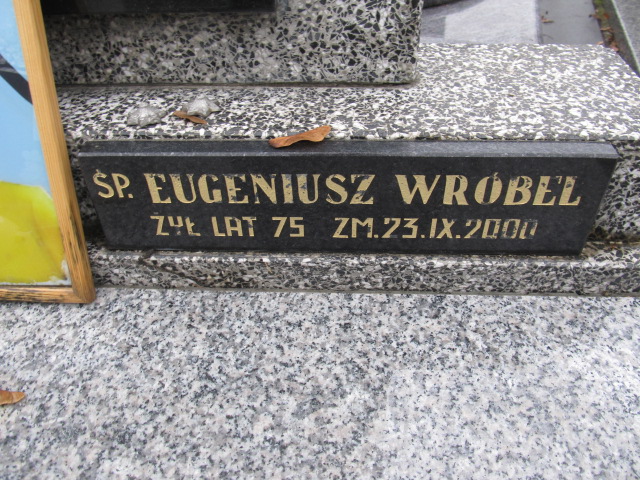 ŚP. EUGENIUSZ WRÓBEL
ŻYŁ LAT 75 ZM.23.IX.2000